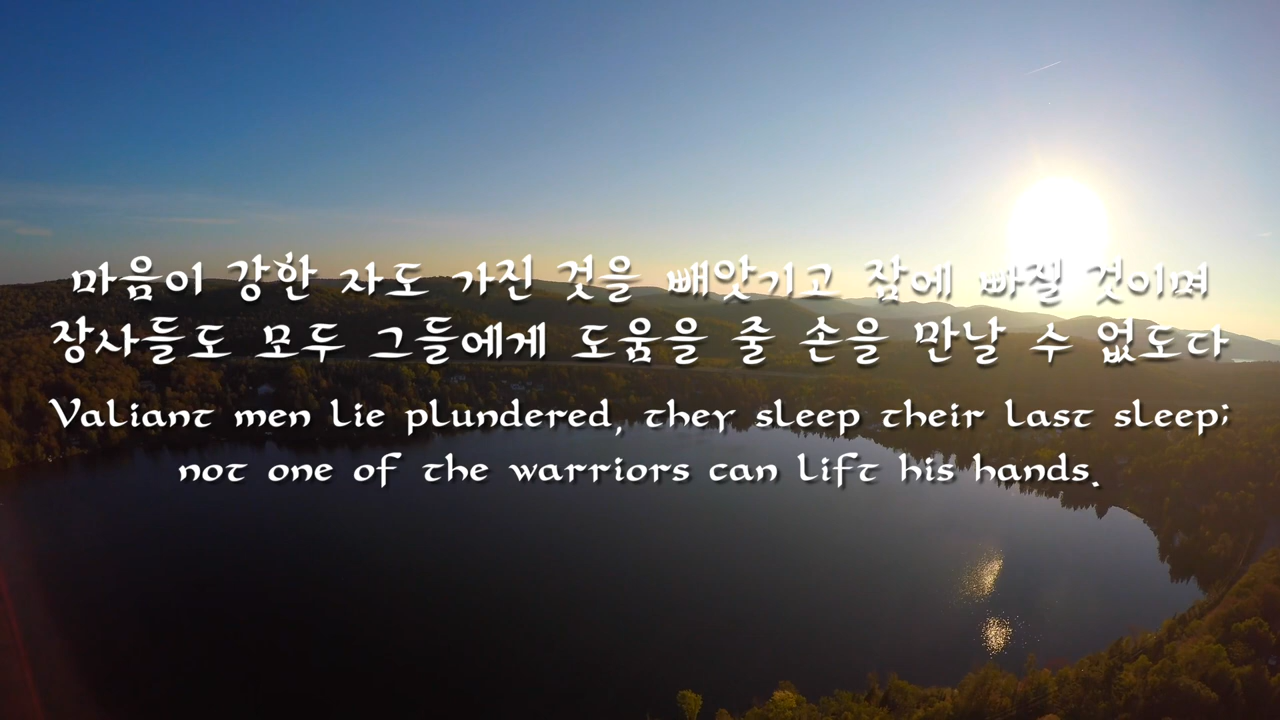 마음이 강한 자도 가진 것을 빼앗기고 잠에 빠질 것이며
장사들도 모두 그들에게 도움을 줄 손을 만날 수 없도다
Valiant men lie plundered, they sleep their last sleep;
not one of the warriors can lift his hands.